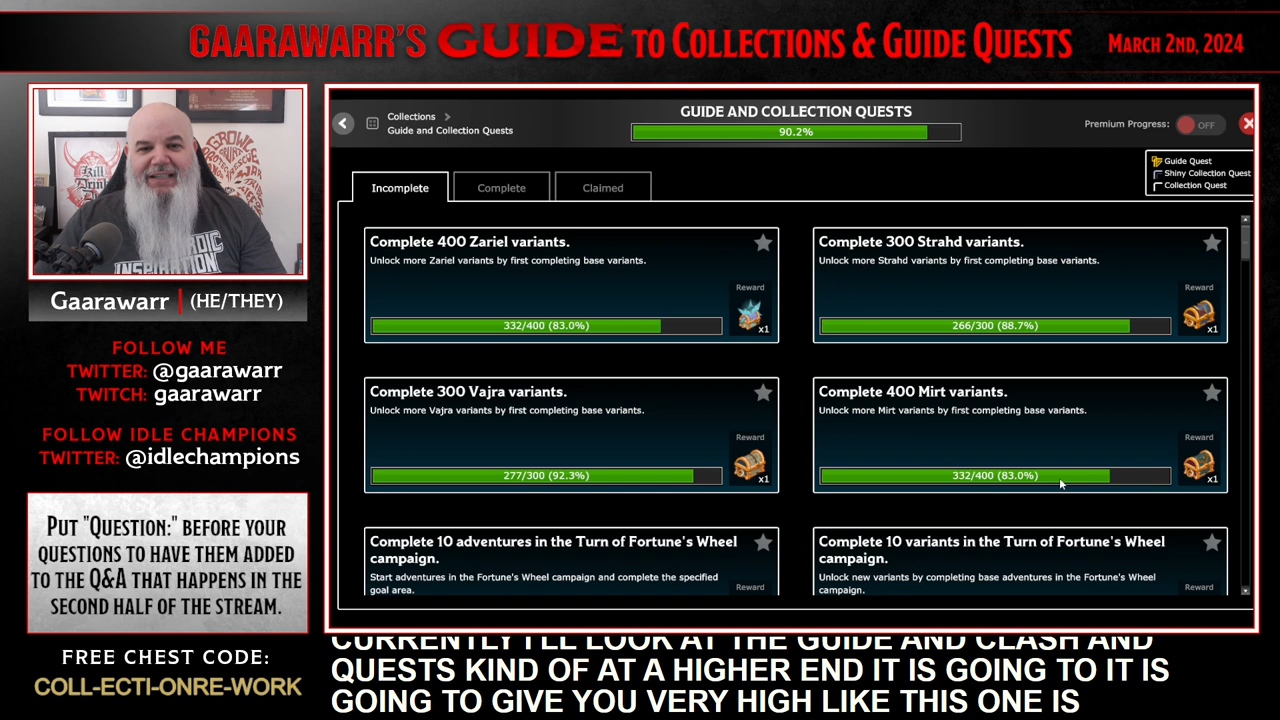 GAARAWARR'S GUIDE TO COLLECTIONS & GUIDE QUESTS
MARCH 2ND, 2024
Gaarawarr | (HE/THEY)
FOLLOW ME
TWITTER: @gaarawarr
TWITCH: gaarawarr
FOLLOW IDLE CHAMPIONS
TWITTER: @idlechampions
PUT "QUESTION:" BEFORE YOUR
QUESTIONS TO HAVE THEM ADDED
TO THE Q&A THAT HAPPENS IN THE
SECOND HALF OF THE STREAM.
FREE CHEST CODE:
COLL-ECTI-ONRE-WORK
Collections
Guide and Collection Quests
GUIDE AND COLLECTION QUESTS
90.2%
Premium Progress: OFF
Guide Quest
Shiny Collection Quest
Collection Quest
Incomplete
Complete
Claimed
Complete 400 Zariel variants.
Unlock more Zariel variants by first completing base variants.
Reward
332/400 (83.0%)
x1
Complete 300 Strahd variants.
Unlock more Strahd variants by first completing base variants.
Reward
266/300 (88.7%)
x1
Complete 300 Vajra variants.
Unlock more Vajra variants by first completing base variants.
Reward
277/300 (92.3%)
x1
Complete 400 Mirt variants.
Unlock more Mirt variants by first completing base variants.
Reward
332/400 (83.0%)
x1
Complete 10 adventures in the Turn of Fortune's Wheel
campaign.
Start adventures in the Fortune's Wheel campaign and complete the specified
goal area.
Reward
Complete 10 variants in the Turn of Fortune's Wheel
campaign.
Unlock new variants by completing base adventures in the Fortune's Wheel
campaign.
Reward
CURRENTLY I'LL LOOK AT THE GUIDE AND CLASH AND
QUESTS KIND OF AT A HIGHER END IT IS GOING TO IT IS
GOING TO GIVE YOU VERY HIGH LIKE THIS ONE IS